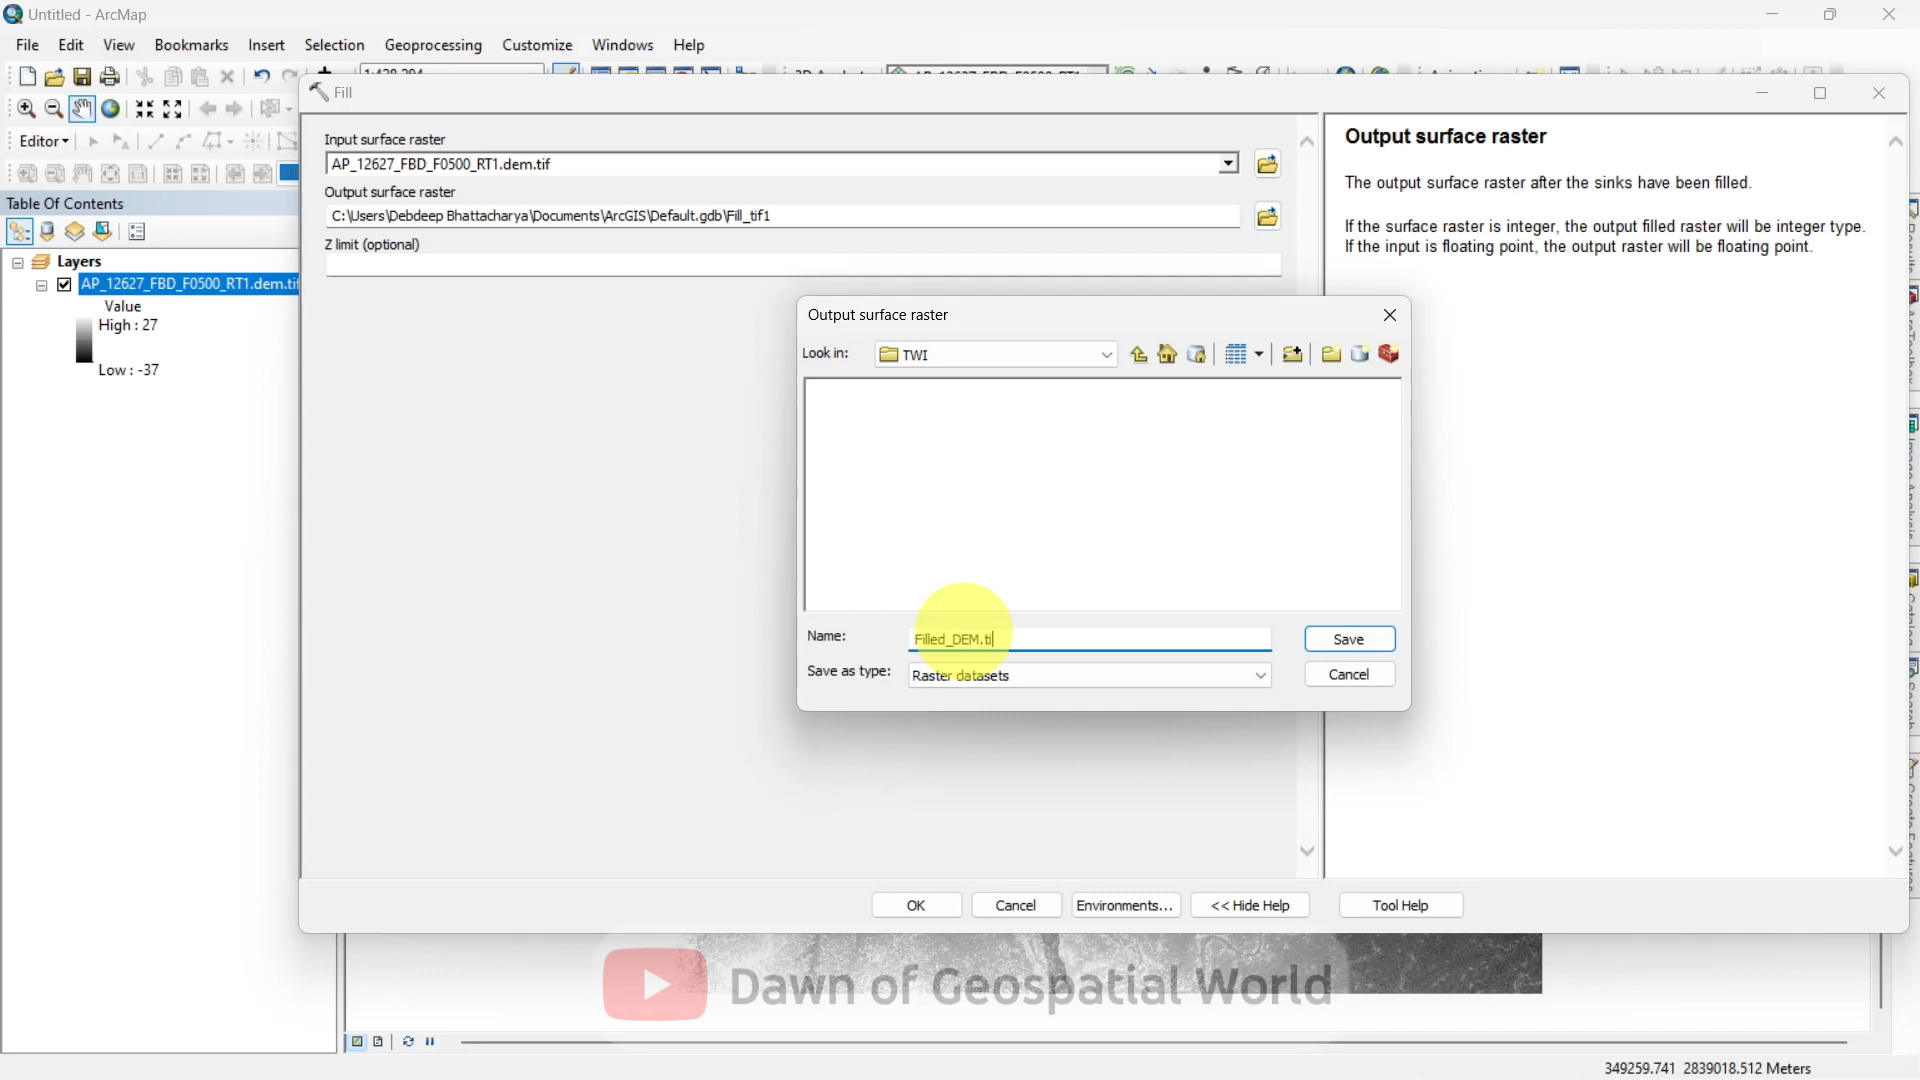 Untitled - ArcMap
File Edit View Bookmarks Insert Selection Geoprocessing Customize Windows Help
Fill
Editor
Input surface raster
AP_12627_FBD_F0500_RT1.dem.tif
Output surface raster
C:\Users\Debdeep Bhattacharya\Documents\ArcGIS\Default.gdb\Fill_tif1
Z limit (optional)
Output surface raster
The output surface raster after the sinks have been filled.
If the surface raster is integer, the output filled raster will be integer type.
If the input is floating point, the output raster will be floating point.
Table Of Contents
Layers
AP_12627_FBD_F0500_RT1.dem.tif
Value
High : 27
Low : -37
Output surface raster
Look in: TWI
Name: Filled_DEM.ti
Save
Save as type: Raster datasets
Cancel
OK Cancel Environments... << Hide Help Tool Help
Dawn of Geospatial World
349259.741 2839018.512 Meters